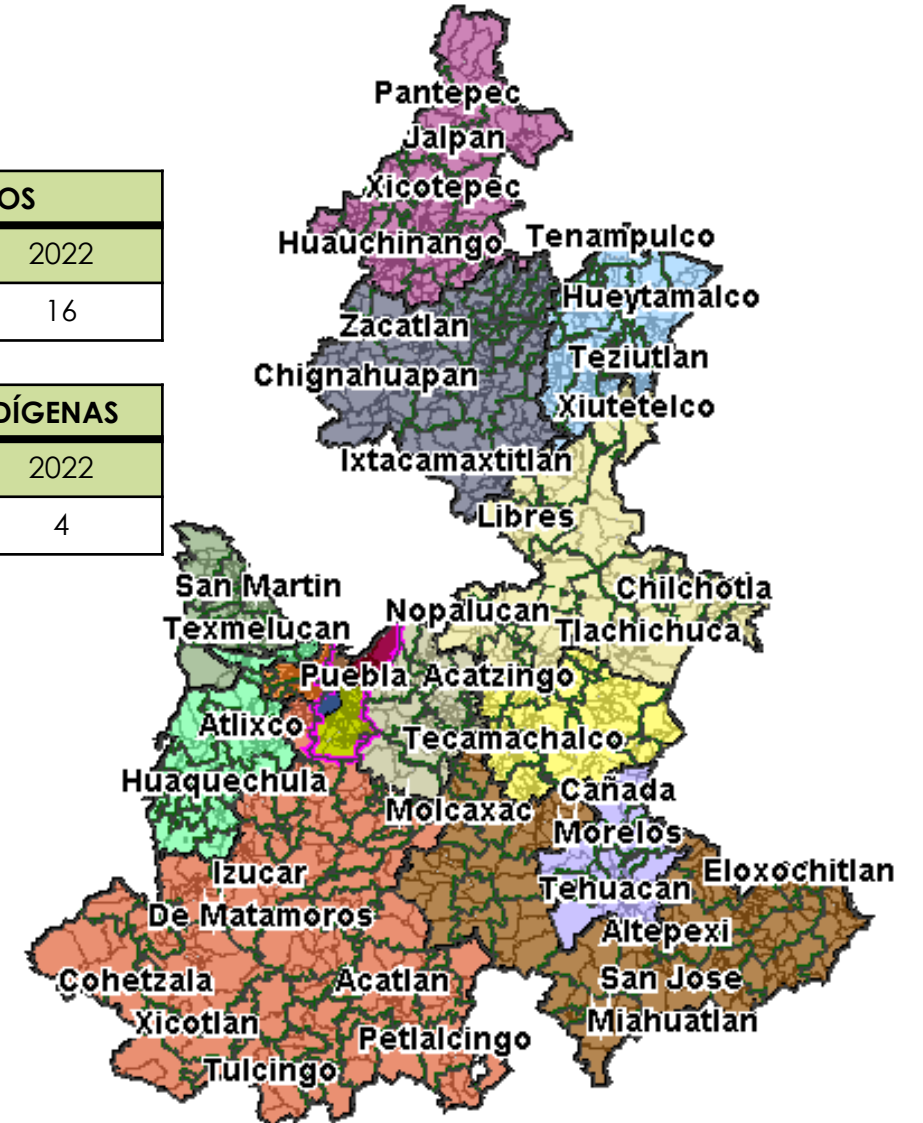 OS
2022
16
DÍGENAS
2022
4
Pantepec
Jalpan
Xicotepec
Huauchinango
Tenampulco
Hueytamalco
Zacatlan
Teziutlan
Chignahuapan
Xiutetelco
Ixtacamaxtitlan
Libres
San Martin
Texmelucan
Chilchotla
Nopalucan
Tlachichuca
Puebla
Acatzingo
Atlixco
Tecamachalco
Huaquechula
Cañada
Morelos
Molcaxac
Izucar
De Matamoros
Eloxochitlan
Tehuacan
Altepexi
Cohetzala
Acatlan
San Jose
Miahuatlan
Xicotlan
Petlalcingo
Tulcingo